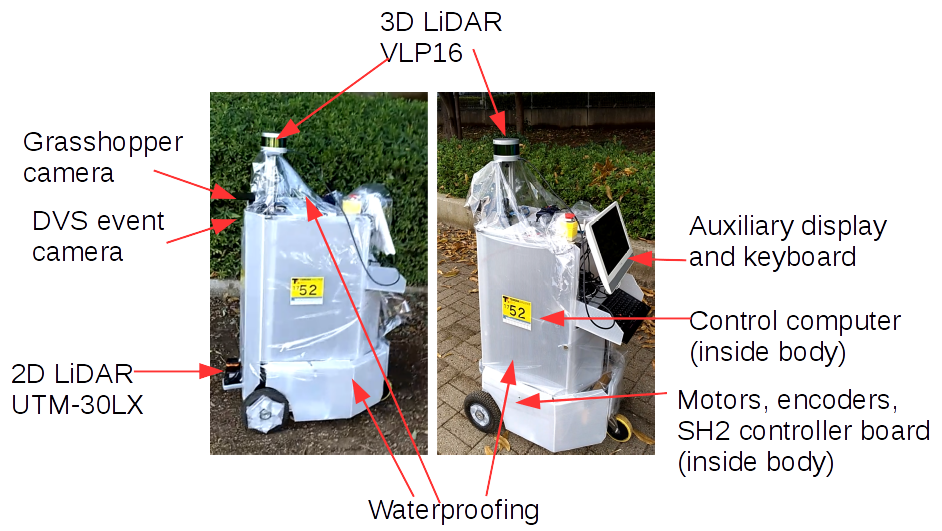 3D LiDAR
VLP16
Grasshopper
camera
DVS event
camera
2D LiDAR
UTM-30LX
52
52
Auxiliary display
and keyboard
Control computer
(inside body)
Motors, encoders,
SH2 controller board
(inside body)
Waterproofing